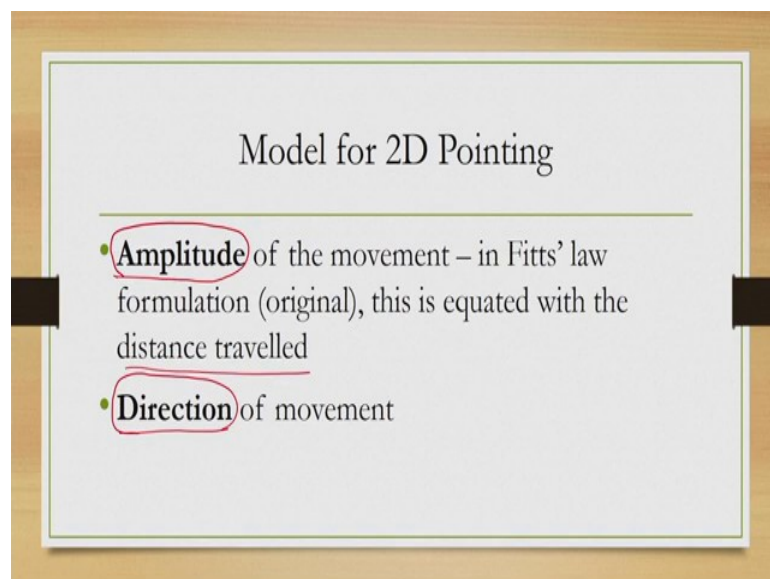 Model for 2D Pointing
• Amplitude of the movement – in Fitts’ law
formulation (original), this is equated with the
distance travelled
• Direction of movement